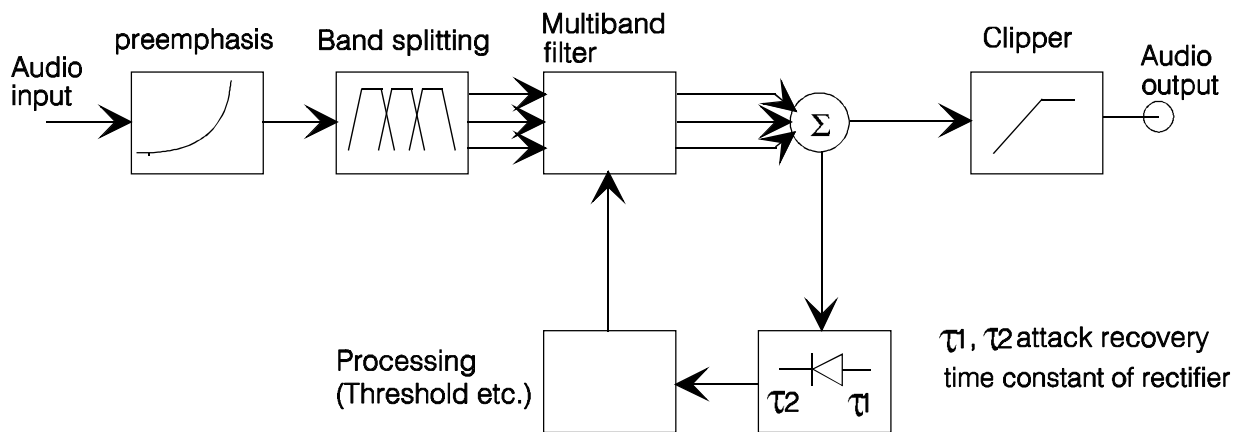 preemphasis
Band splitting
Multiband
filter
Clipper
Audio
input
Audio
output
Σ
Processing
(Threshold etc.)
τ2 τ1
τ1, τ2 attack recovery
time constant of rectifier